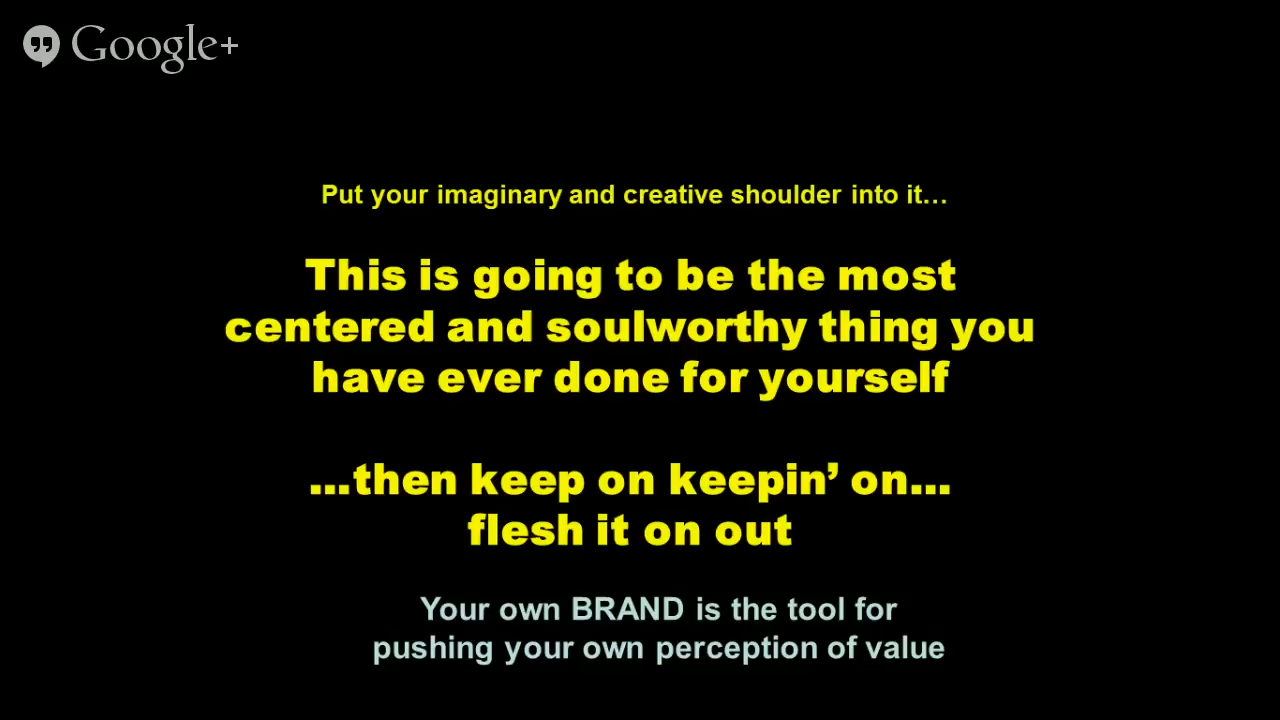 Google+
Put your imaginary and creative shoulder into it…
This is going to be the most
centered and soulworthy thing you
have ever done for yourself
…then keep on keepin’ on…
flesh it on out
Your own BRAND is the tool for
pushing your own perception of value